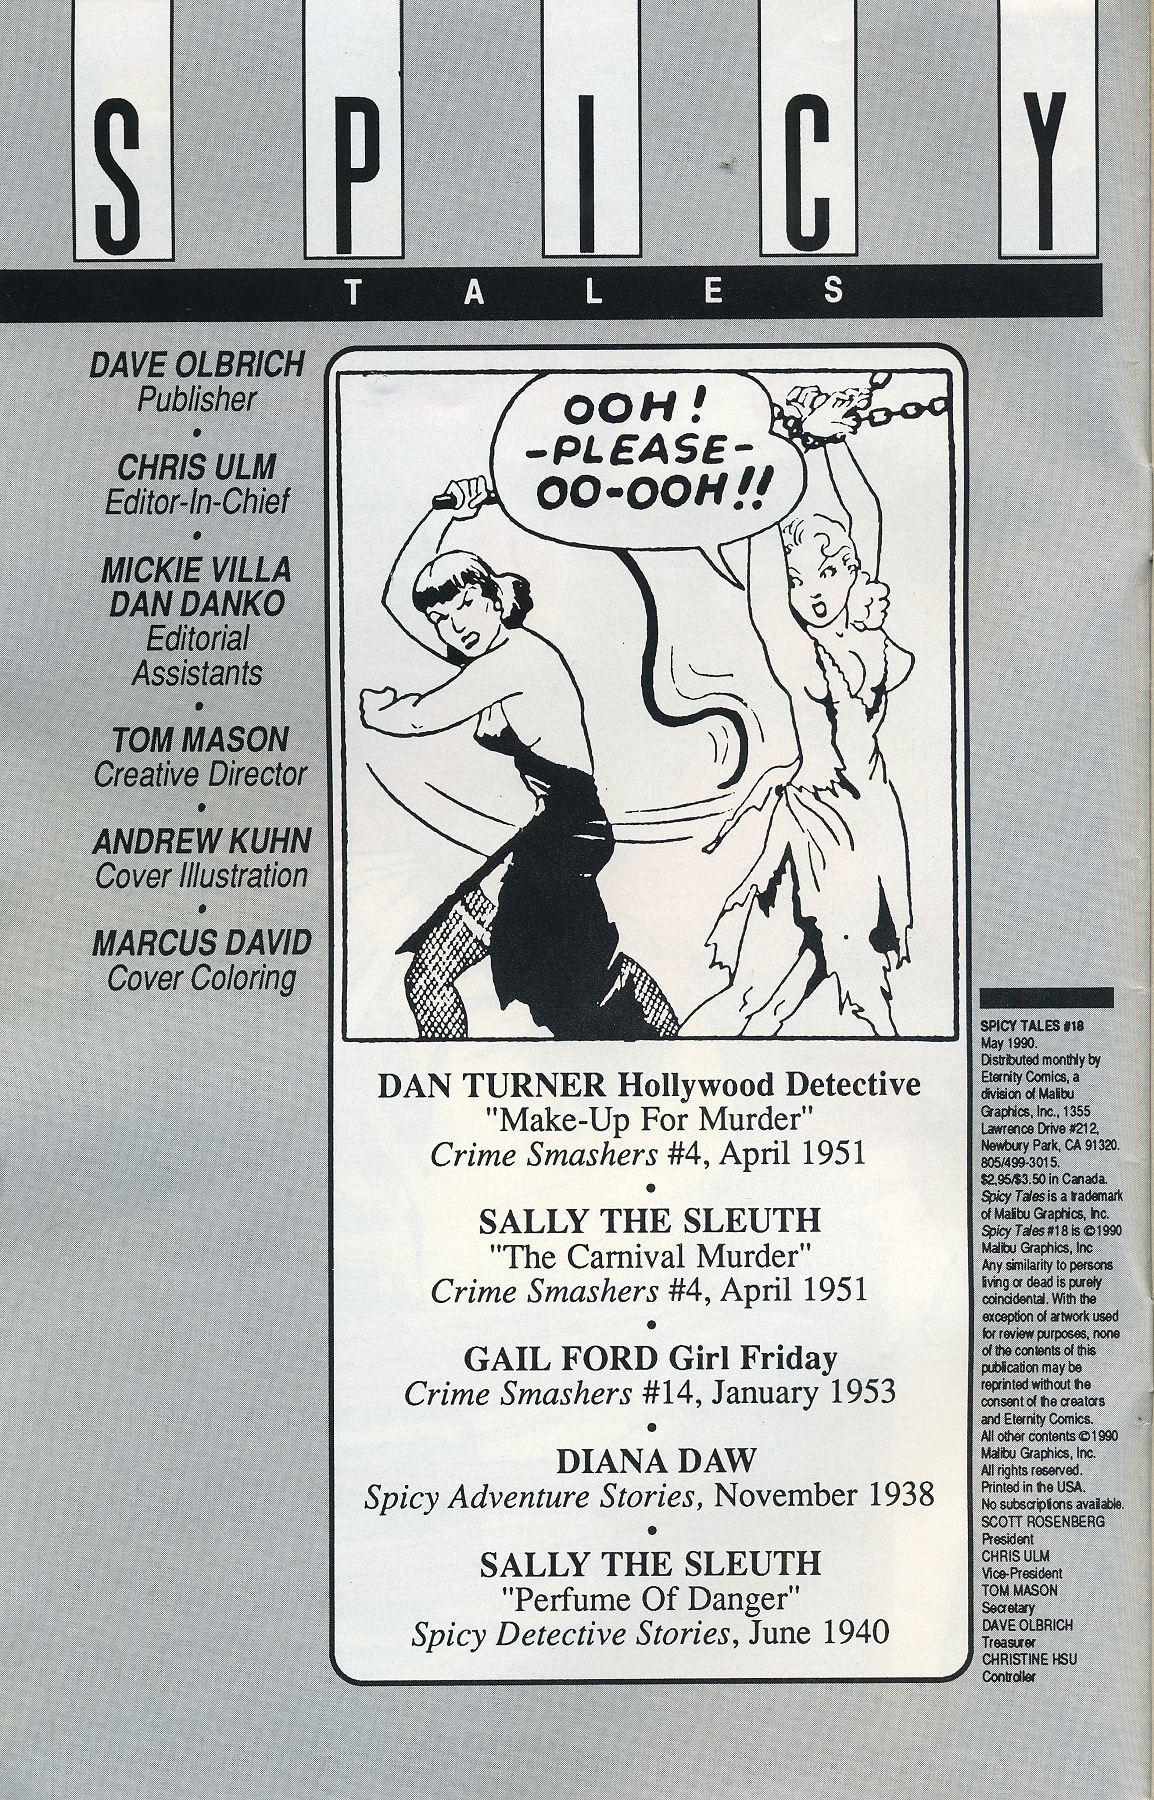 SPICY
TALES
DAVE OLBRICH
Publisher
•
CHRIS ULM
Editor-In-Chief
•
MICKIE VILLA
DAN DANKO
Editorial
Assistants
•
TOM MASON
Creative Director
•
ANDREW KUHN
Cover Illustration
•
MARCUS DAVID
Cover Coloring
OOH!
-PLEASE-
OO-OOH!!
DAN TURNER Hollywood Detective
"Make-Up For Murder"
Crime Smashers #4, April 1951
•
SALLY THE SLEUTH
"The Carnival Murder"
Crime Smashers #4, April 1951
•
GAIL FORD Girl Friday
Crime Smashers #14, January 1953
•
DIANA DAW
Spicy Adventure Stories, November 1938
•
SALLY THE SLEUTH
"Perfume Of Danger"
Spicy Detective Stories, June 1940
SPICY TALES #18
May 1990.
Distributed monthly by
Eternity Comics, a
division of Malibu
Graphics, Inc., 1355
Lawrence Drive #212,
Newbury Park, CA 91320.
805/499-3015.
$2.95/$3.50 in Canada.
Spicy Tales is a trademark
of Malibu Graphics, Inc.
Spicy Tales #18 is ©1990
Malibu Graphics, Inc
Any similarity to persons
living or dead is purely
coincidental. With the
exception of artwork used
for review purposes, none
of the contents of this
publication may be
reprinted without the
consent of the creators
and Eternity Comics.
All other contents ©1990
Malibu Graphics, Inc.
All rights reserved.
Printed in the USA.
No subscriptions available.
SCOTT ROSENBERG
President
CHRIS ULM
Vice-President
TOM MASON
Secretary
DAVE OLBRICH
Treasurer
CHRISTINE HSU
Controller